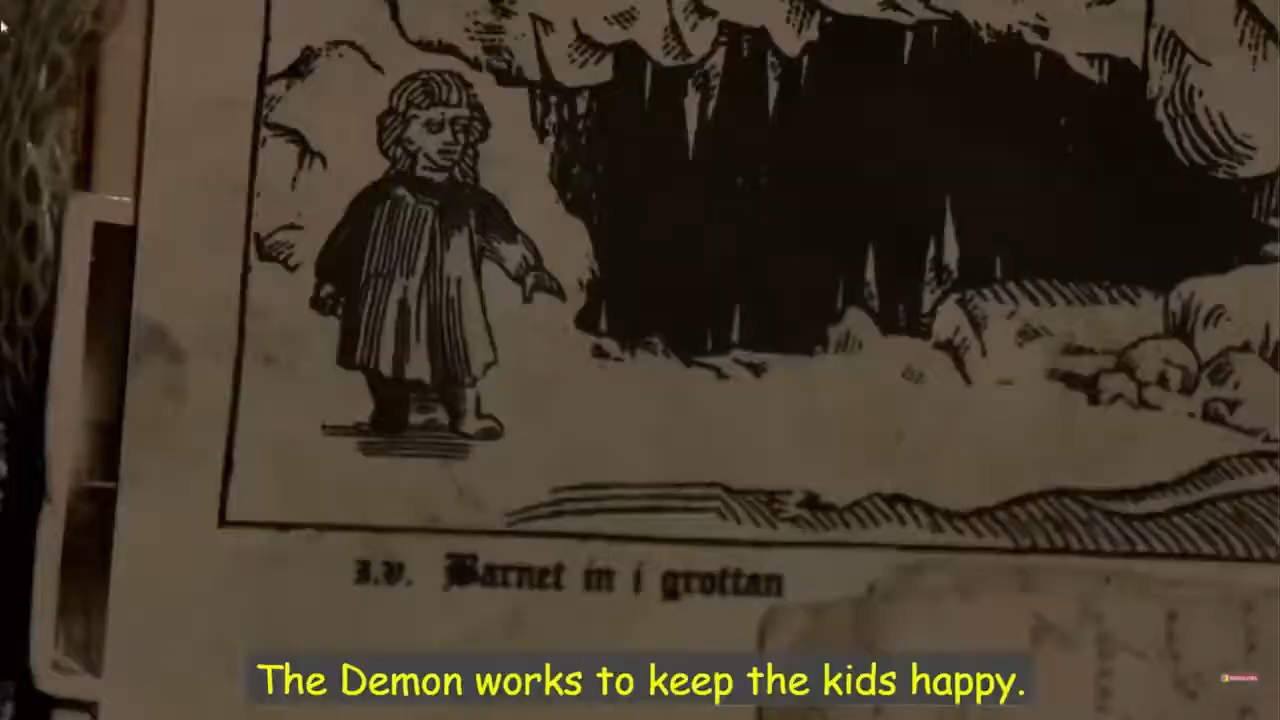 I.V. Barnet in i grottan
The Demon works to keep the kids happy.